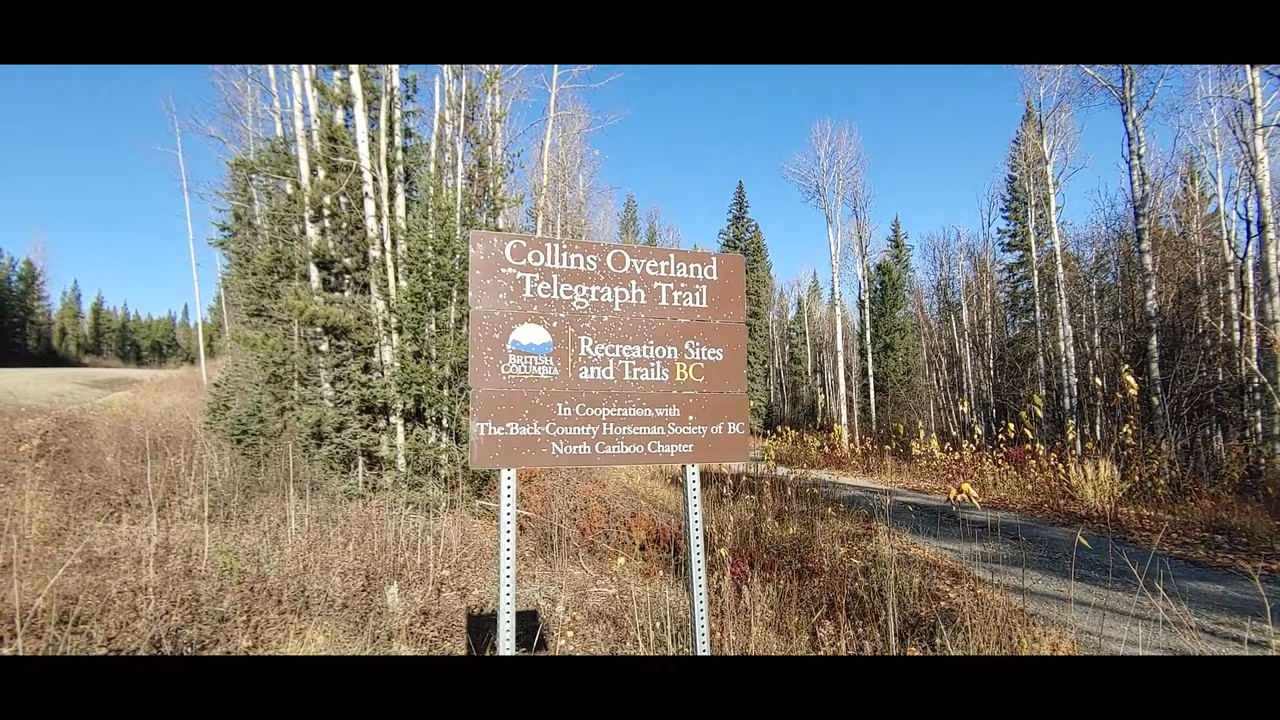 Collins Overland
Telegraph Trail
BRITISH
COLUMBIA
Recreation Sites
and Trails BC
In Cooperation with
The Back Country Horseman Society of BC
North Cariboo Chapter